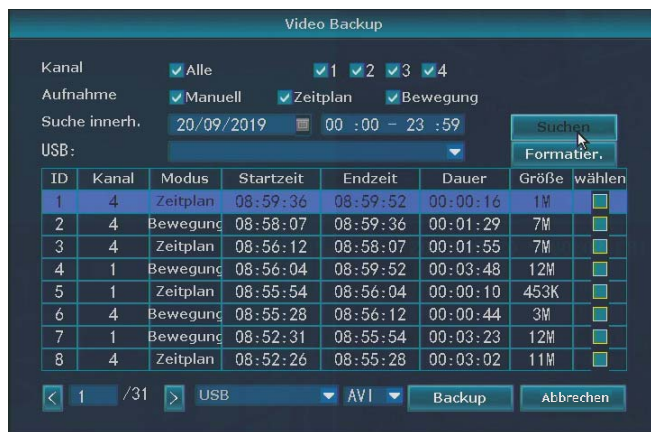 Video Backup
Kanal Alle 1 2 3 4
Aufnahme Manuell Zeitplan Bewegung
Suche innerh. 20/09/2019 00 :00 - 23 :59 Suchen
USB: Formatier.
ID Kanal Modus Startzeit Endzeit Dauer Größe wählen
1 4 Zeitplan 08:59:36 08:59:52 00:00:16 1M
2 4 Bewegung 08:58:07 08:59:36 00:01:29 7M
3 4 Zeitplan 08:56:12 08:58:07 00:01:55 7M
4 1 Bewegung 08:56:04 08:59:52 00:03:48 12M
5 1 Zeitplan 08:55:54 08:56:04 00:00:10 453K
6 4 Bewegung 08:55:28 08:56:12 00:00:44 3M
7 1 Bewegung 08:52:31 08:55:54 00:03:23 12M
8 4 Zeitplan 08:52:26 08:55:28 00:03:02 11M
< 1 /31 > USB AVI Backup Abbrechen